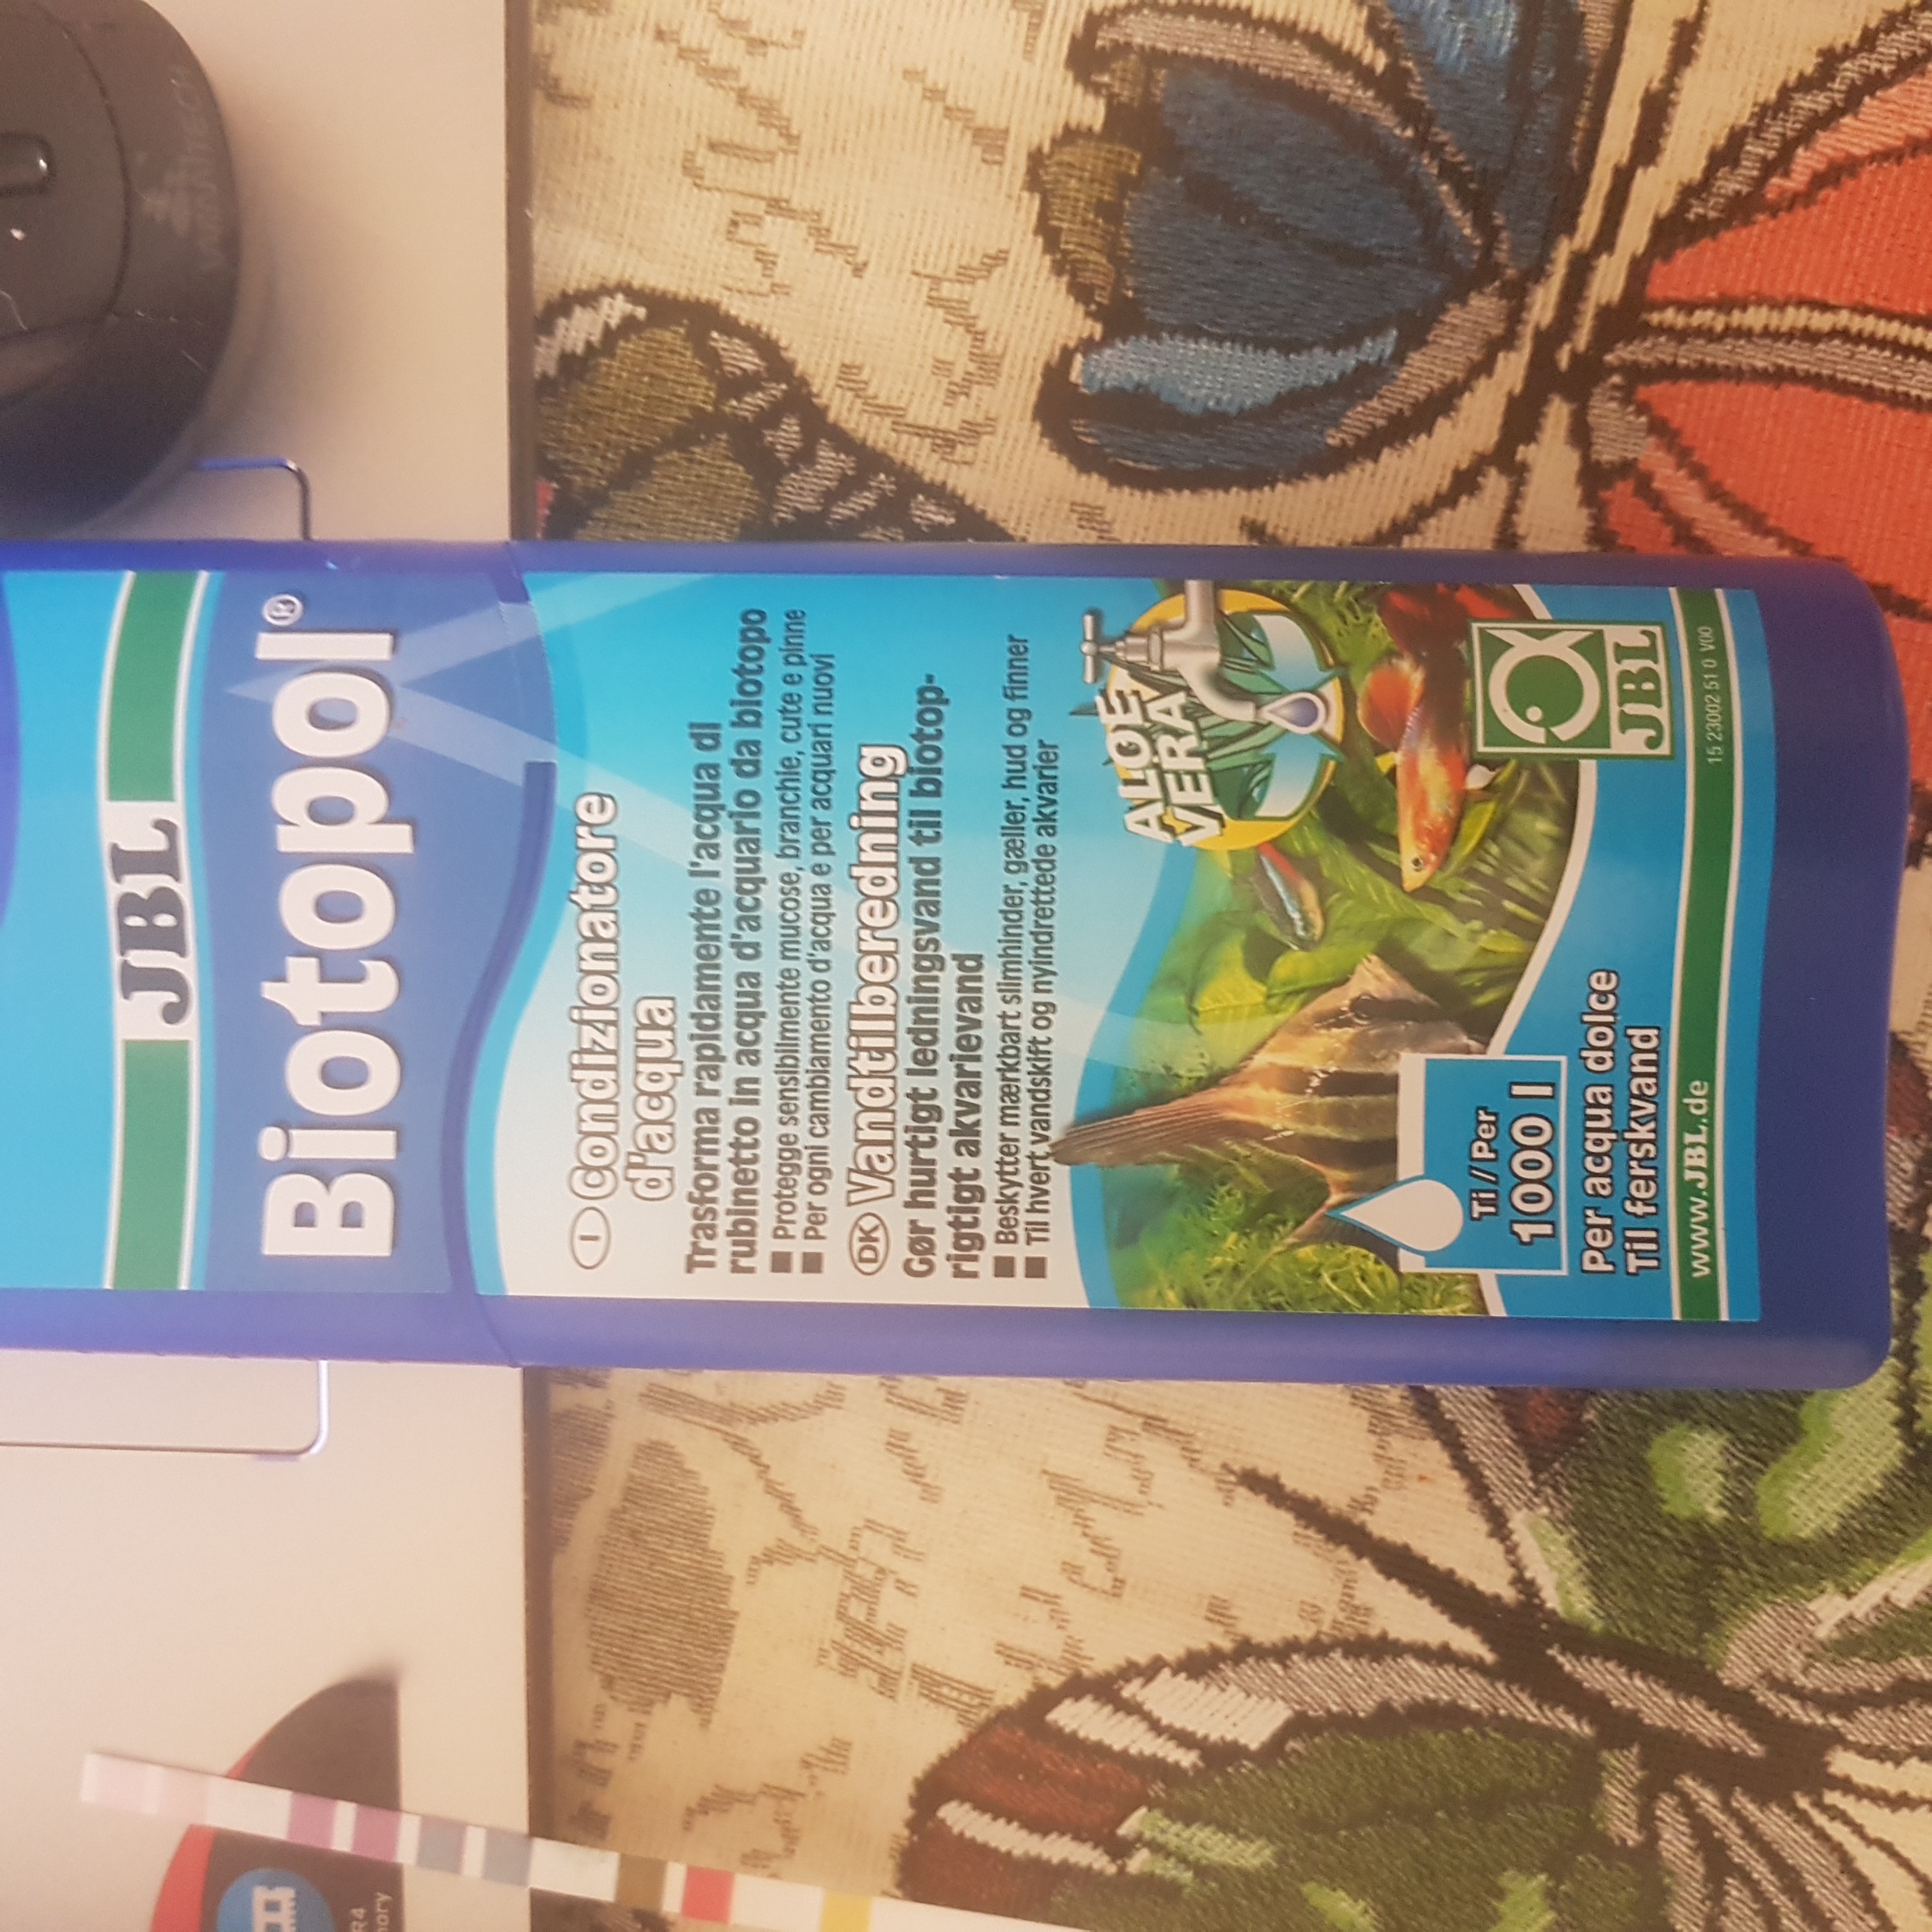 JBL
Biotopol®
I Condizionatore
d'acqua
Trasforma rapidamente l'acqua di
rubinetto in acqua d'acquario da biotopo
■ Protegge sensibilmente mucose, branchie, cute e pinne
■ Per ogni cambiamento d'acqua e per acquari nuovi
DK Vandtilberedning
Gør hurtigt ledningsvand til biotop-
rigtigt akvarievand
■ Beskytter mærkbart slimhinder, gæller, hud og finner
■ Til hvert vandskift og nyindrettede akvarier
ALOE
VERA
Ti / Per
1000 l
Per acqua dolce
Til ferskvand
JBL
www.JBL.de
15 23002 51 0 V00
R4